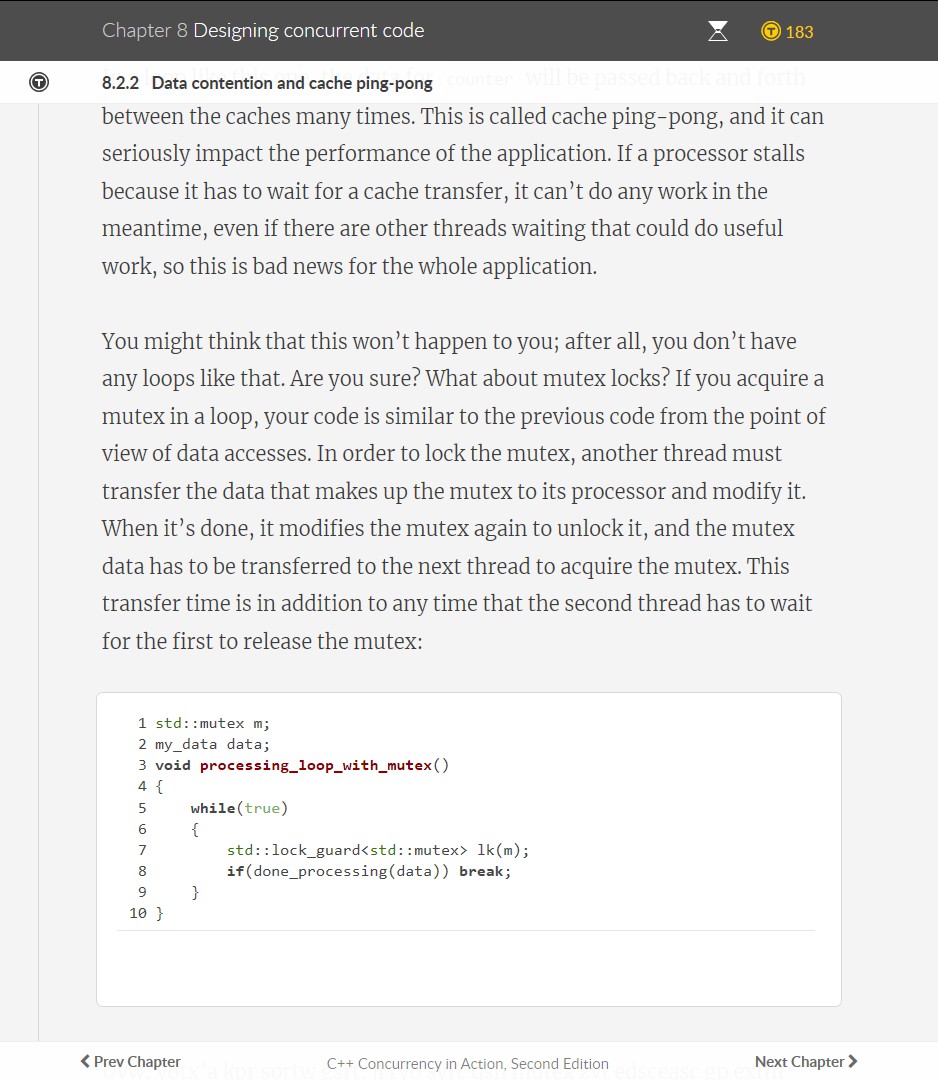 Chapter 8 Designing concurrent code
183
8.2.2 Data contention and cache ping-pong
counter will be passed back and forth
between the caches many times. This is called cache ping-pong, and it can
seriously impact the performance of the application. If a processor stalls
because it has to wait for a cache transfer, it can’t do any work in the
meantime, even if there are other threads waiting that could do useful
work, so this is bad news for the whole application.
You might think that this won’t happen to you; after all, you don’t have
any loops like that. Are you sure? What about mutex locks? If you acquire a
mutex in a loop, your code is similar to the previous code from the point of
view of data accesses. In order to lock the mutex, another thread must
transfer the data that makes up the mutex to its processor and modify it.
When it’s done, it modifies the mutex again to unlock it, and the mutex
data has to be transferred to the next thread to acquire the mutex. This
transfer time is in addition to any time that the second thread has to wait
for the first to release the mutex:
1 std::mutex m;
2 my_data data;
3 void processing_loop_with_mutex()
4 {
5     while(true)
6     {
7         std::lock_guard<std::mutex> lk(m);
8         if(done_processing(data)) break;
9     }
10 }
Prev Chapter
C++ Concurrency in Action, Second Edition
Next Chapter